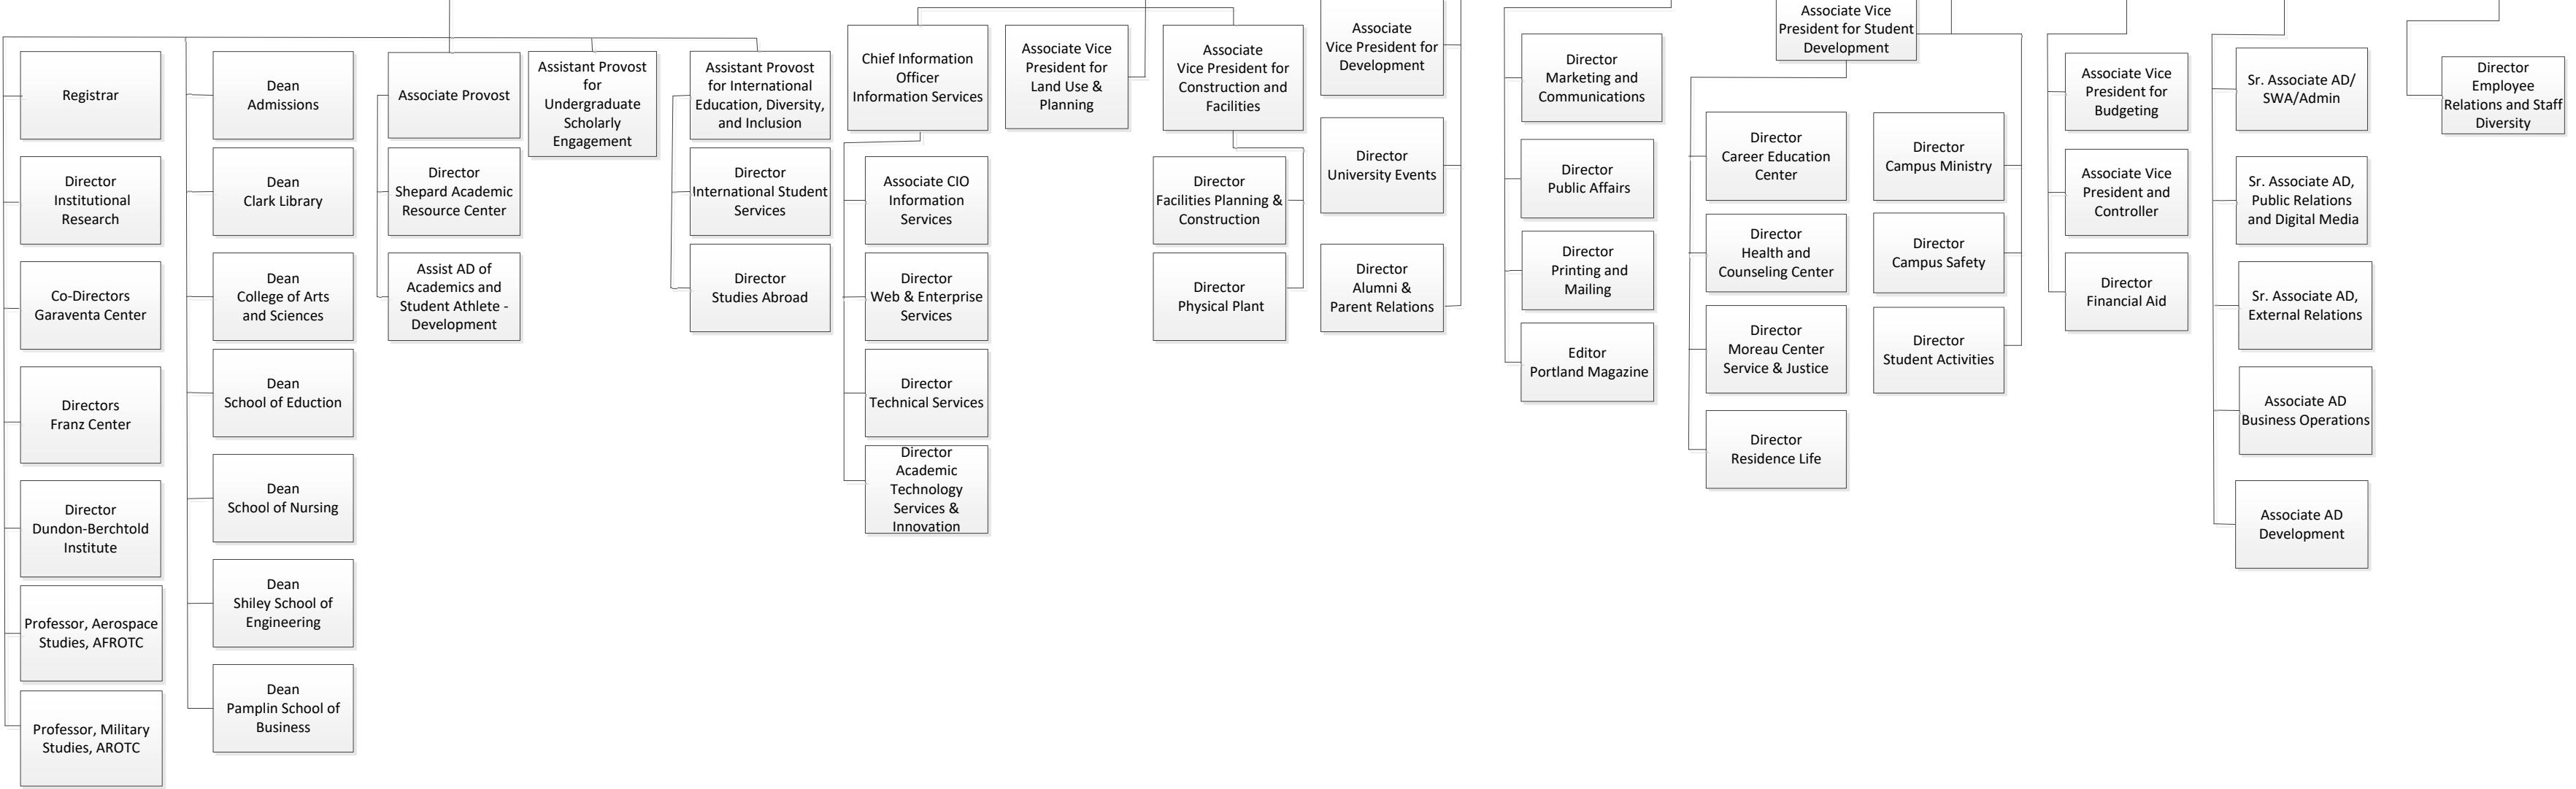 Registrar
Director
Institutional
Research
Co-Directors
Garaventa Center
Directors
Franz Center
Director
Dundon-Berchtold
Institute
Professor, Aerospace
Studies, AFROTC
Professor, Military
Studies, AROTC
Dean
Admissions
Dean
Clark Library
Dean
College of Arts
and Sciences
Dean
School of Eduction
Dean
School of Nursing
Dean
Shiley School of
Engineering
Dean
Pamplin School of
Business
Associate Provost
Director
Shepard Academic
Resource Center
Assist AD of
Academics and
Student Athlete -
Development
Assistant Provost
for
Undergraduate
Scholarly
Engagement
Assistant Provost
for International
Education, Diversity,
and Inclusion
Director
International Student
Services
Director
Studies Abroad
Chief Information
Officer
Information Services
Associate CIO
Information
Services
Director
Web & Enterprise
Services
Director
Technical Services
Director
Academic
Technology
Services &
Innovation
Associate Vice
President for
Land Use &
Planning
Associate
Vice President for
Construction and
Facilities
Director
Facilities Planning &
Construction
Director
Physical Plant
Associate
Vice President for
Development
Director
University Events
Director
Alumni &
Parent Relations
Director
Marketing and
Communications
Director
Public Affairs
Director
Printing and
Mailing
Editor
Portland Magazine
Associate Vice
President for Student
Development
Director
Career Education
Center
Director
Health and
Counseling Center
Director
Moreau Center
Service & Justice
Director
Residence Life
Director
Campus Ministry
Director
Campus Safety
Director
Student Activities
Associate Vice
President for
Budgeting
Associate Vice
President and
Controller
Director
Financial Aid
Sr. Associate AD/
SWA/Admin
Sr. Associate AD,
Public Relations
and Digital Media
Sr. Associate AD,
External Relations
Associate AD
Business Operations
Associate AD
Development
Director
Employee
Relations and Staff
Diversity